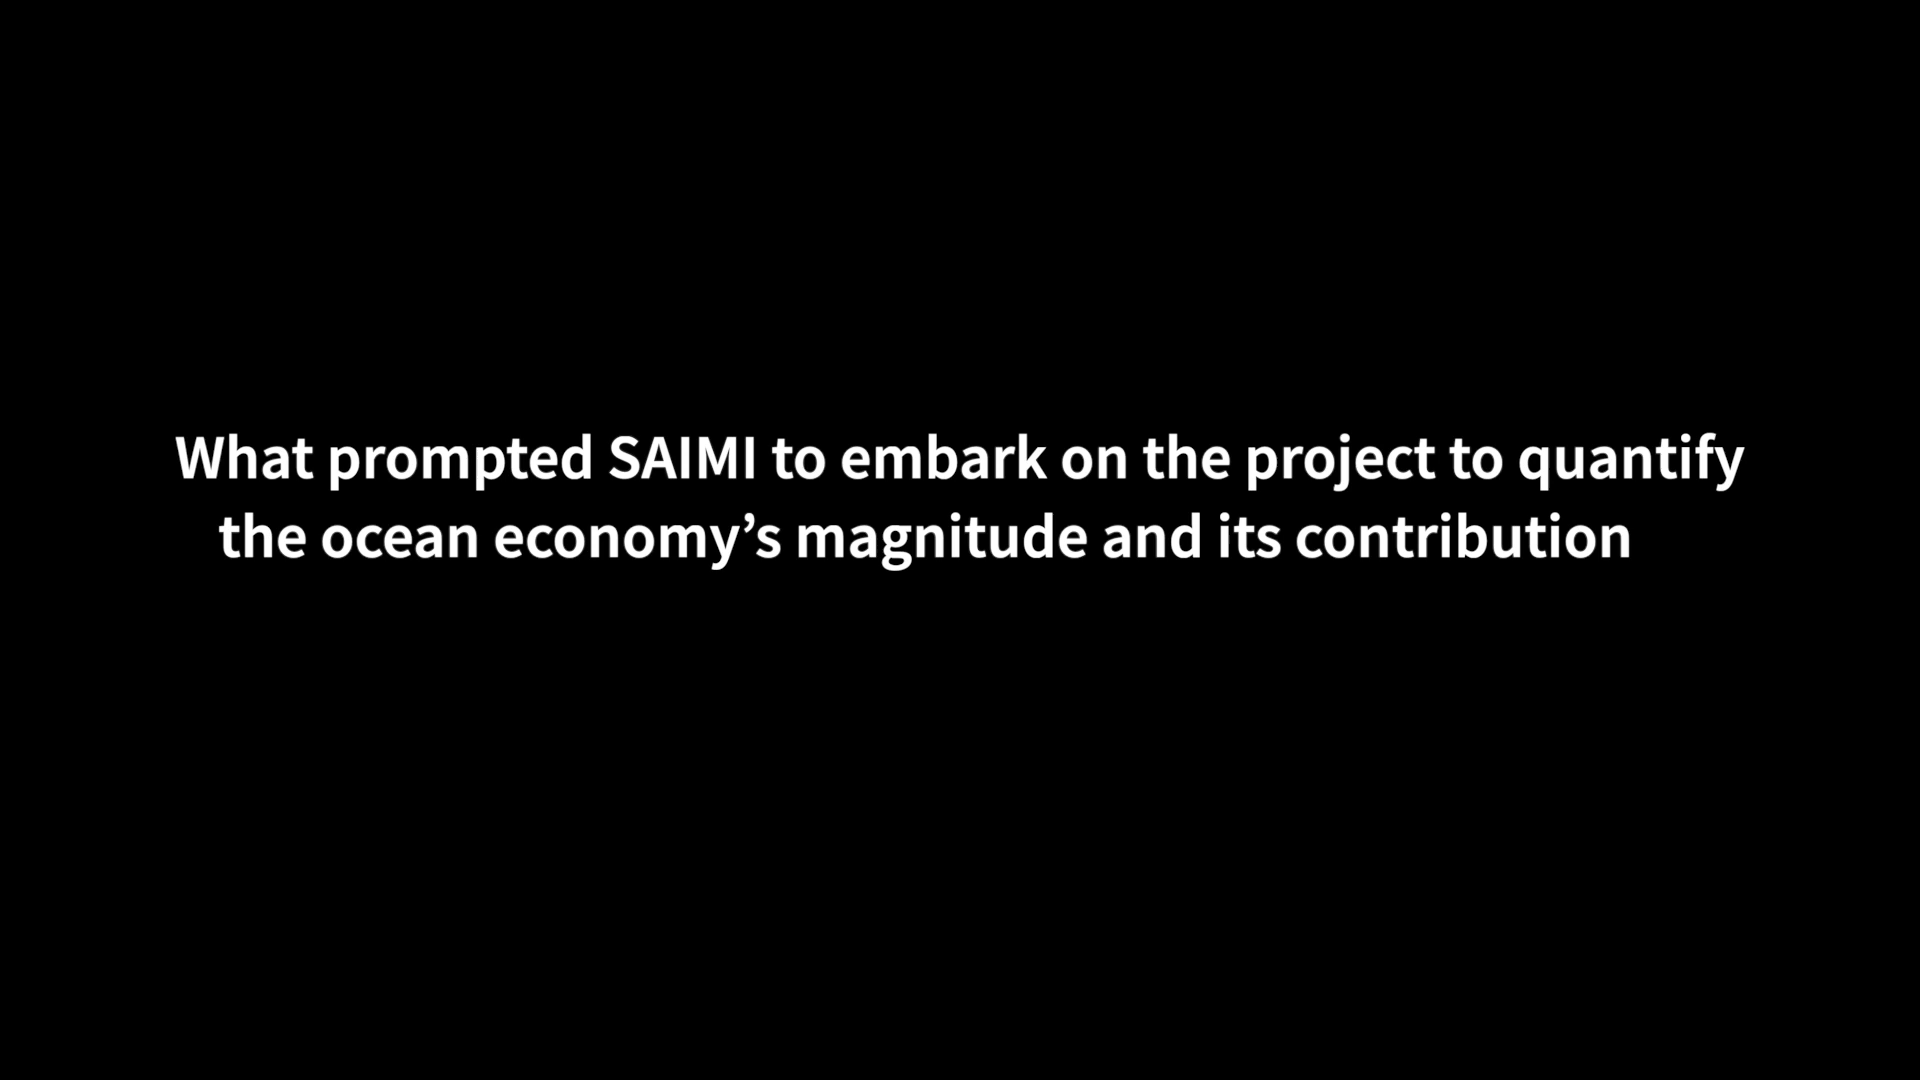 What prompted SAIMI to embark on the project to quantify
the ocean economy’s magnitude and its contribution